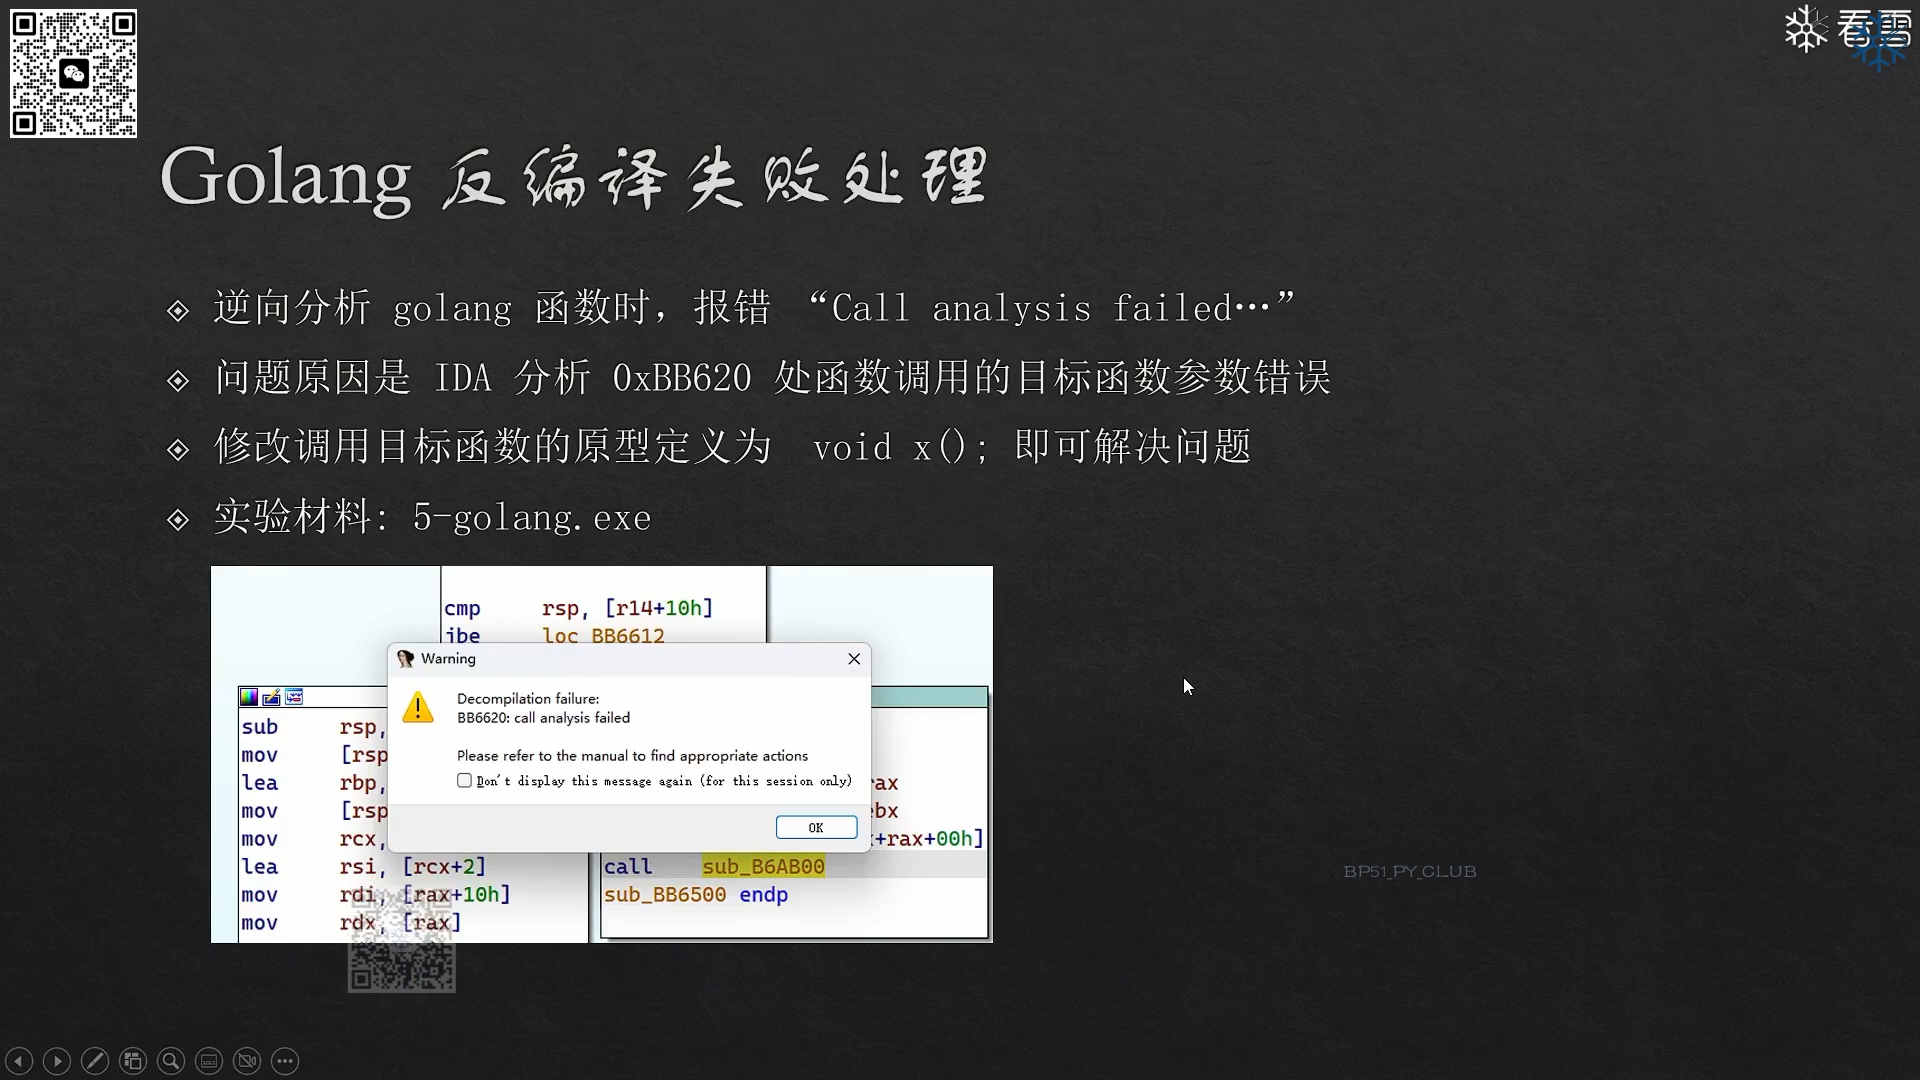 看雪
Golang 反编译失败处理
逆向分析 golang 函数时，报错 “Call analysis failed…”
问题原因是 IDA 分析 0xBB620 处函数调用的目标函数参数错误
修改调用目标函数的原型定义为 void x(); 即可解决问题
实验材料: 5-golang.exe
cmp rsp, [r14+10h]
jbe loc_BB6612
Warning
Decompilation failure:
BB6620: call analysis failed
Please refer to the manual to find appropriate actions
Don't display this message again (for this session only)
OK
sub rsp,
mov [rsp
lea rbp,
mov [rsp
mov rcx,
lea rsi, [rcx+2]
mov rdi, [rax+10h]
mov rdx, [rax]
+rax+00h]
call sub_B6AB00
sub_BB6500 endp
BP51_PY_CLUB